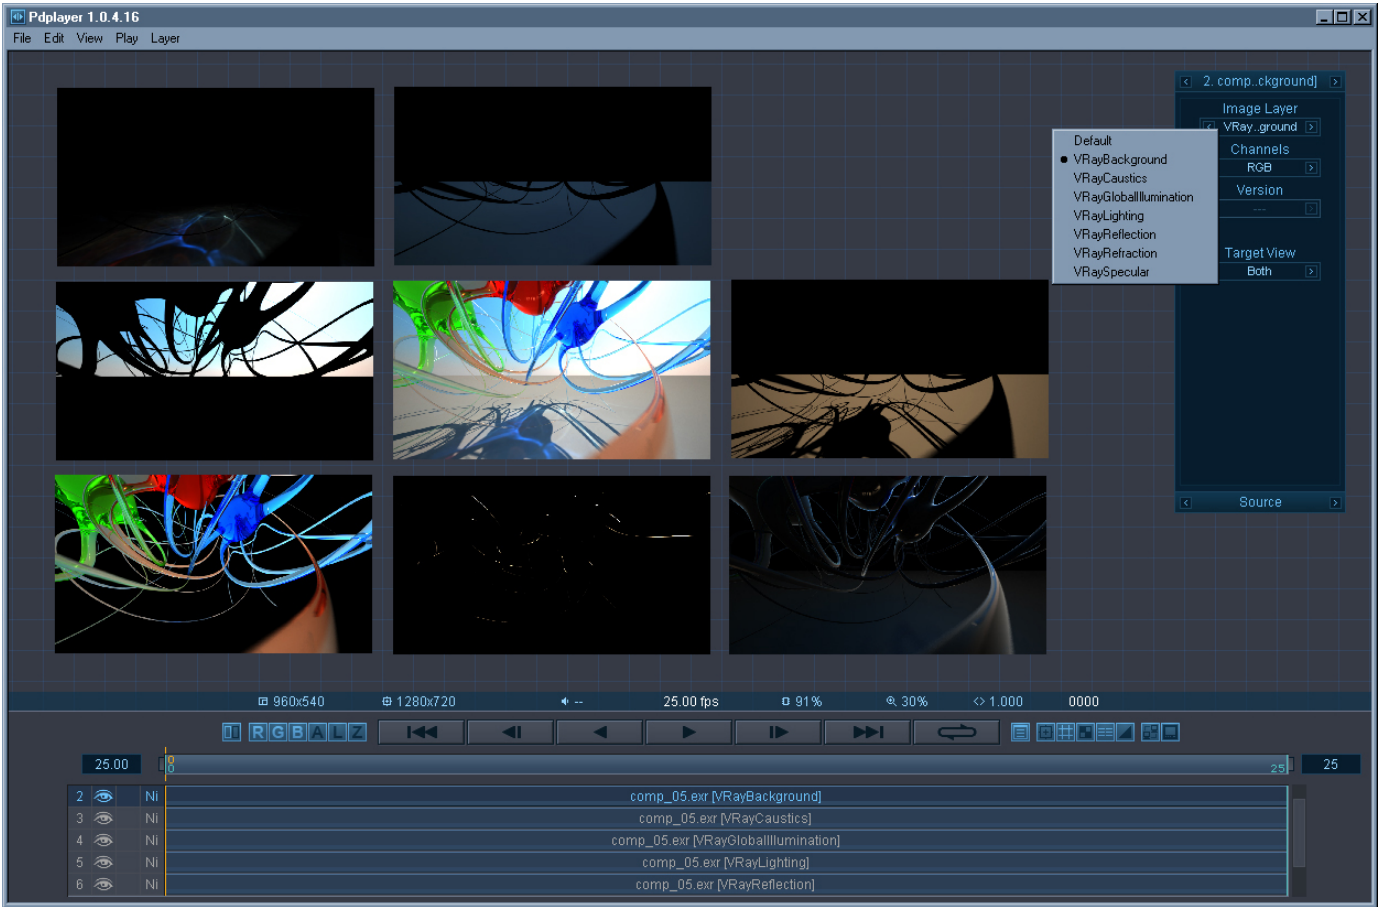 Pdplayer 1.0.4.16
File Edit View Play Layer
2. comp..ckground]
Image Layer
VRay..ground
Channels
RGB
Version
---
Target View
Both
Source
Default
VRayBackground
VRayCaustics
VRayGlobalIllumination
VRayLighting
VRayReflection
VRayRefraction
VRaySpecular
960x540 1280x720 -- 25.00 fps 91% 30% 1.000 0000
R G B A L Z
25.00 0 0 25 25
2 Ni comp_05.exr [VRayBackground]
3 Ni comp_05.exr [VRayCaustics]
4 Ni comp_05.exr [VRayGlobalIllumination]
5 Ni comp_05.exr [VRayLighting]
6 Ni comp_05.exr [VRayReflection]